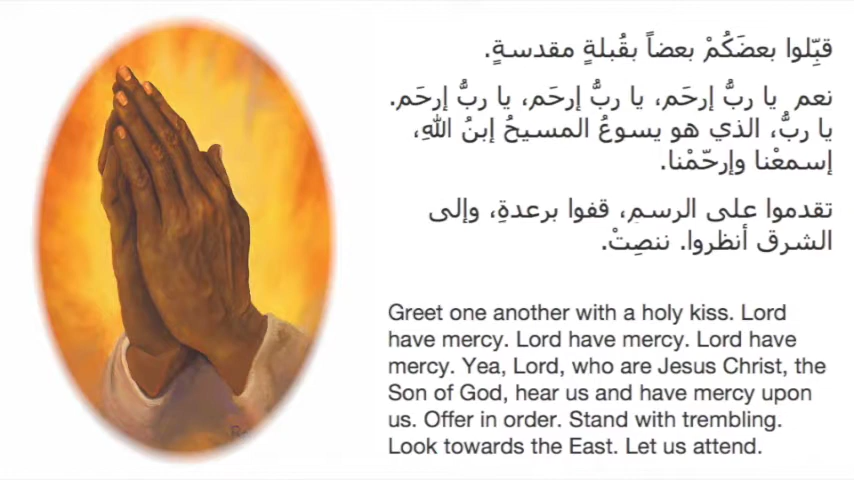 قبِّلوا بعضَكُمْ بعضاً بقُبلةٍ مقدسةٍ.
نعم يا ربُّ إرحَم، يا ربُّ إرحَم، يا ربُّ إرحَم.
يا ربُّ، الذي هو يسوعُ المسيحُ إبنُ اللهِ،
إسمعْنا وإرحّمْنا.
تقدموا على الرسمِ، قفوا برعدةِ، وإلى
الشرق أنظروا. ننصِتْ.
Greet one another with a holy kiss. Lord
have mercy. Lord have mercy. Lord have
mercy. Yea, Lord, who are Jesus Christ, the
Son of God, hear us and have mercy upon
us. Offer in order. Stand with trembling.
Look towards the East. Let us attend.